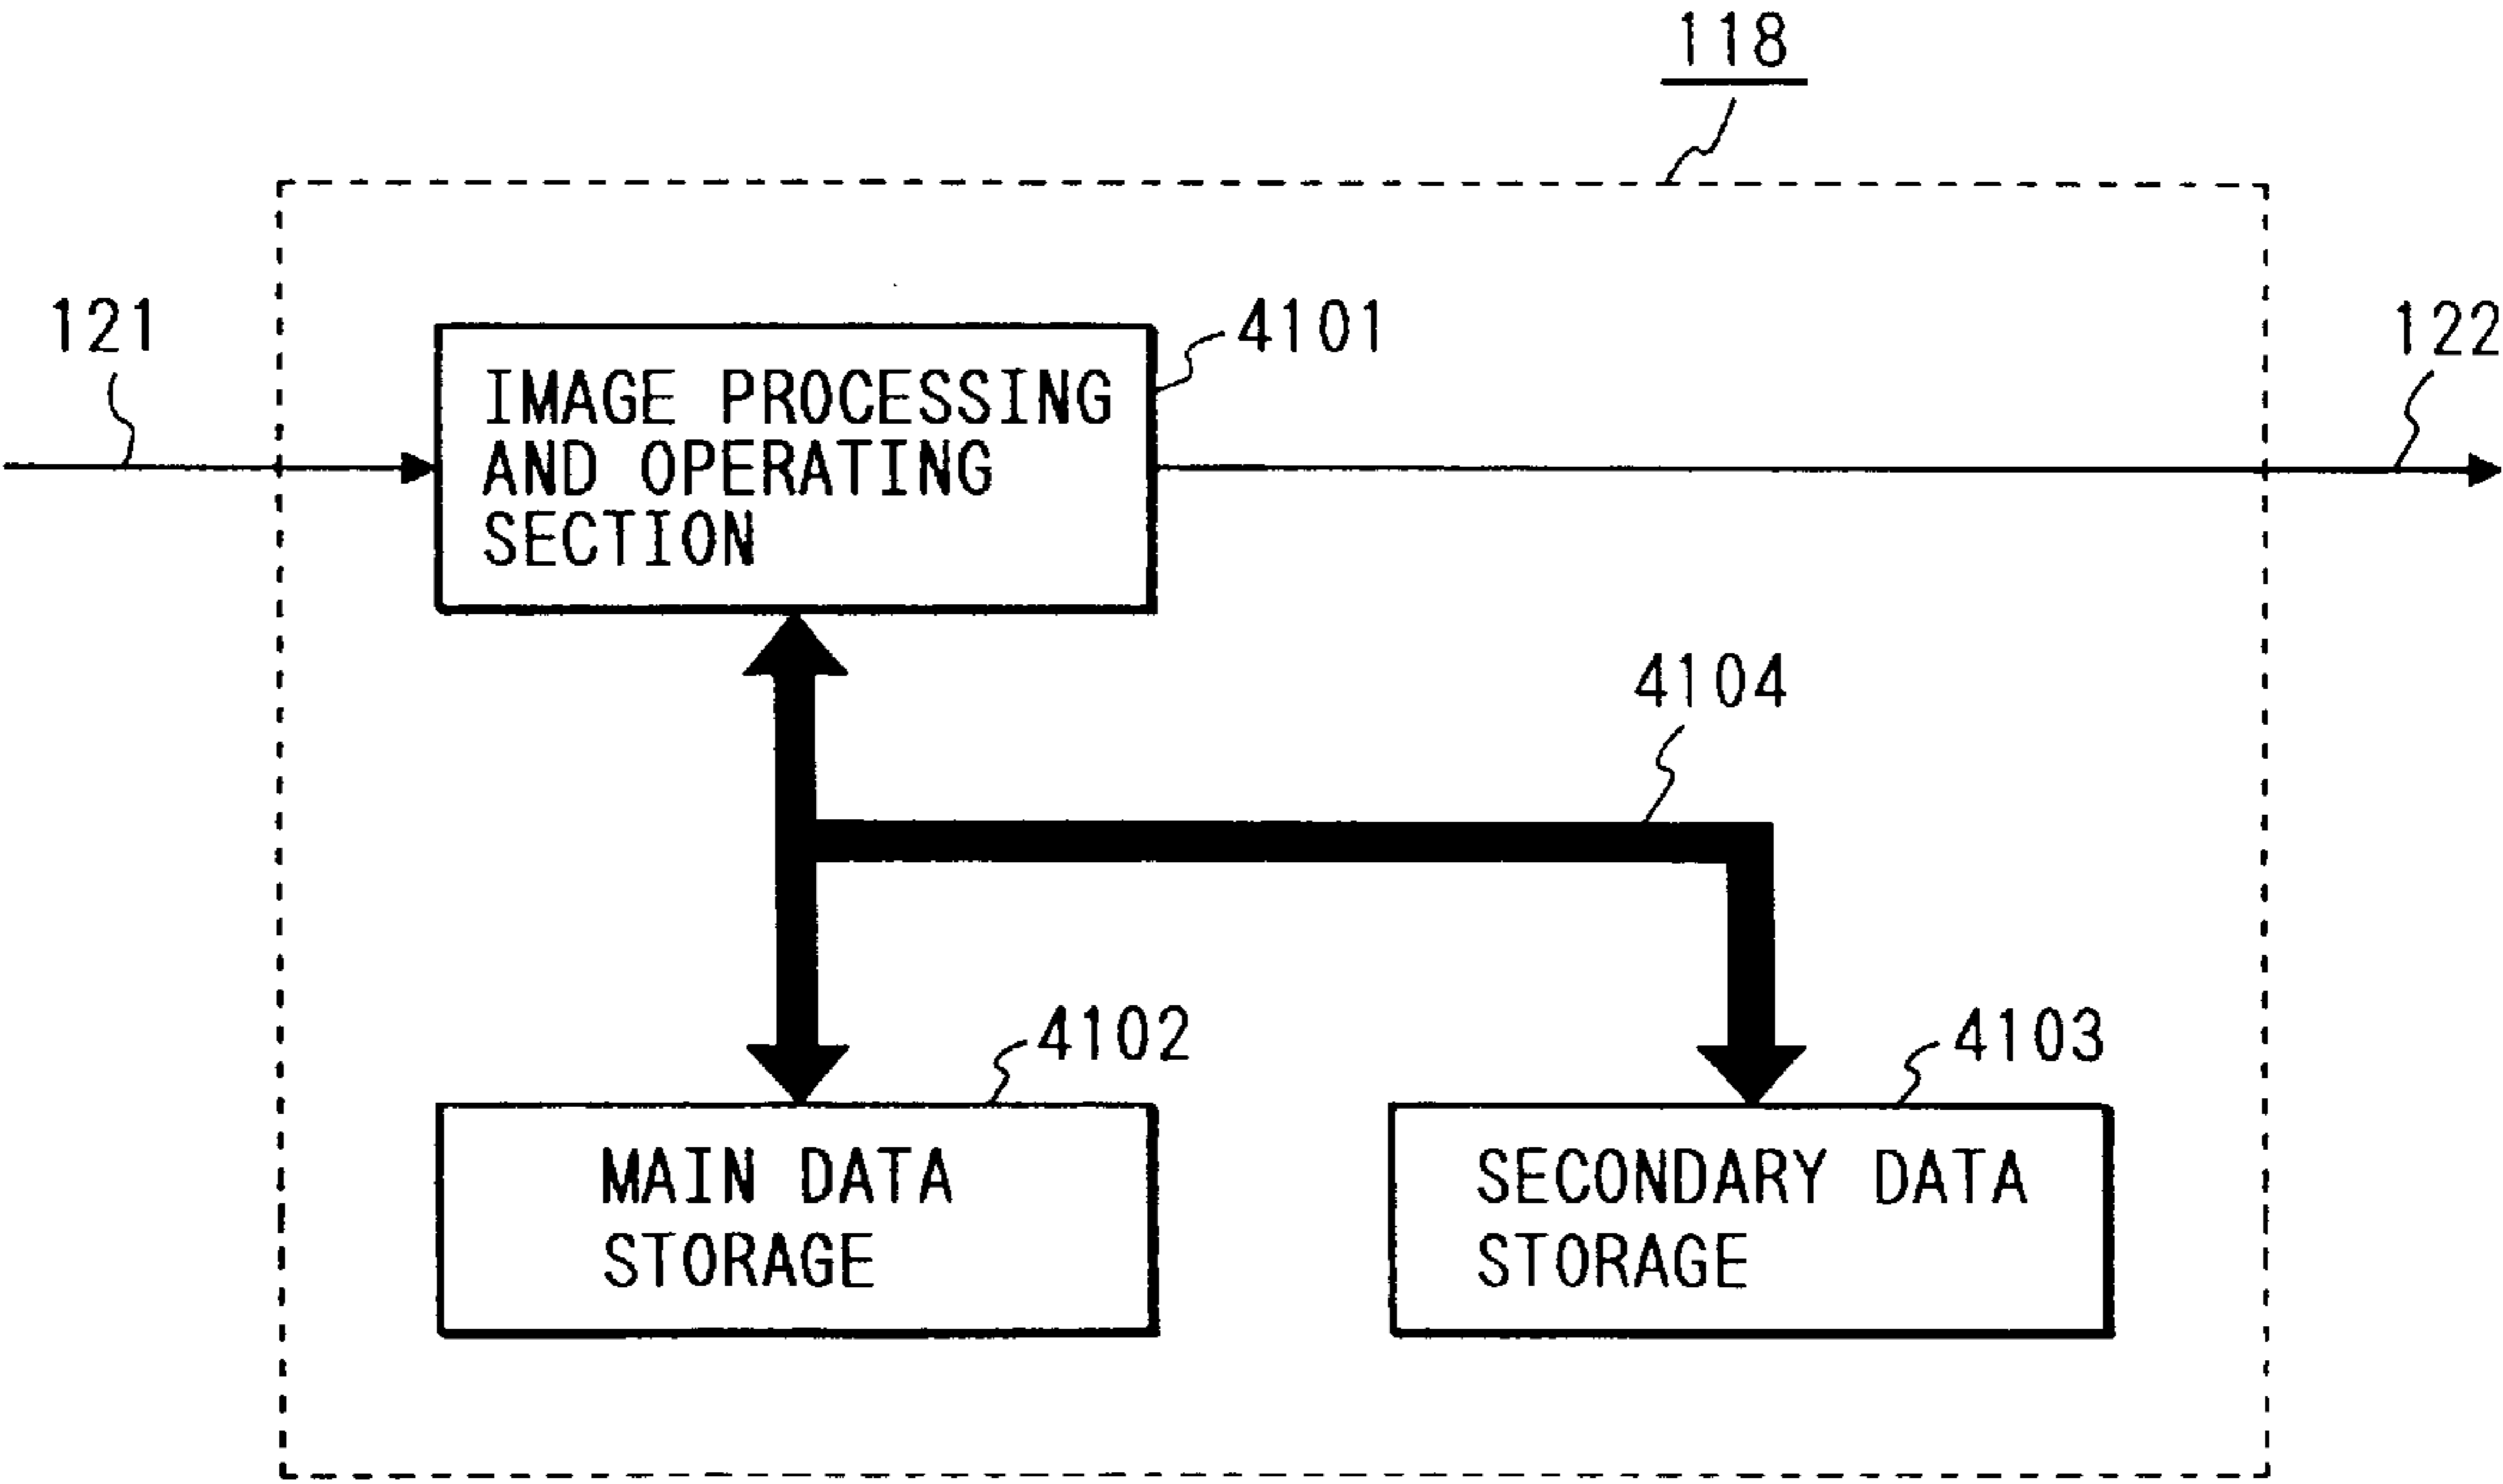 118
121
4101
122
IMAGE PROCESSING
AND OPERATING
SECTION
4104
4102
4103
MAIN DATA
STORAGE
SECONDARY DATA
STORAGE